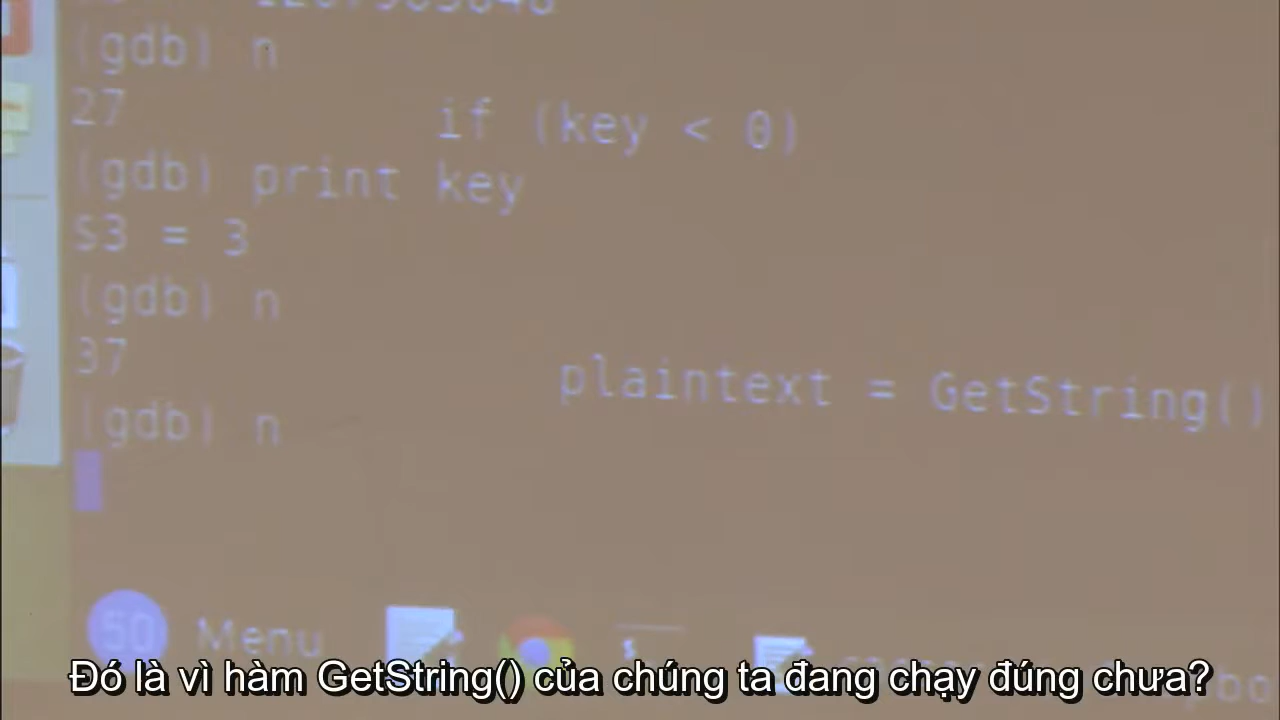 (gdb) n
27 if (key < 0)
(gdb) print key
$3 = 3
(gdb) n
37 plaintext = GetString()
(gdb) n
50 Menu
Đó là vì hàm GetString() của chúng ta đang chạy đúng chưa?